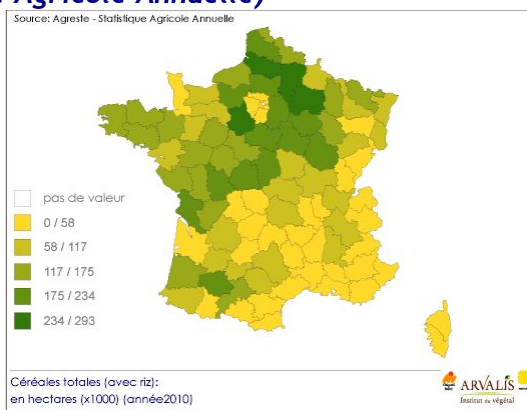 Agricole Annuelle)
Source: Agreste - Statistique Agricole Annuelle
pas de valeur
0 / 58
58 / 117
117 / 175
175 / 234
234 / 293
Céréales totales (avec riz):
en hectares (x1000) (année2010)
ARVALIS
Institut du végétal